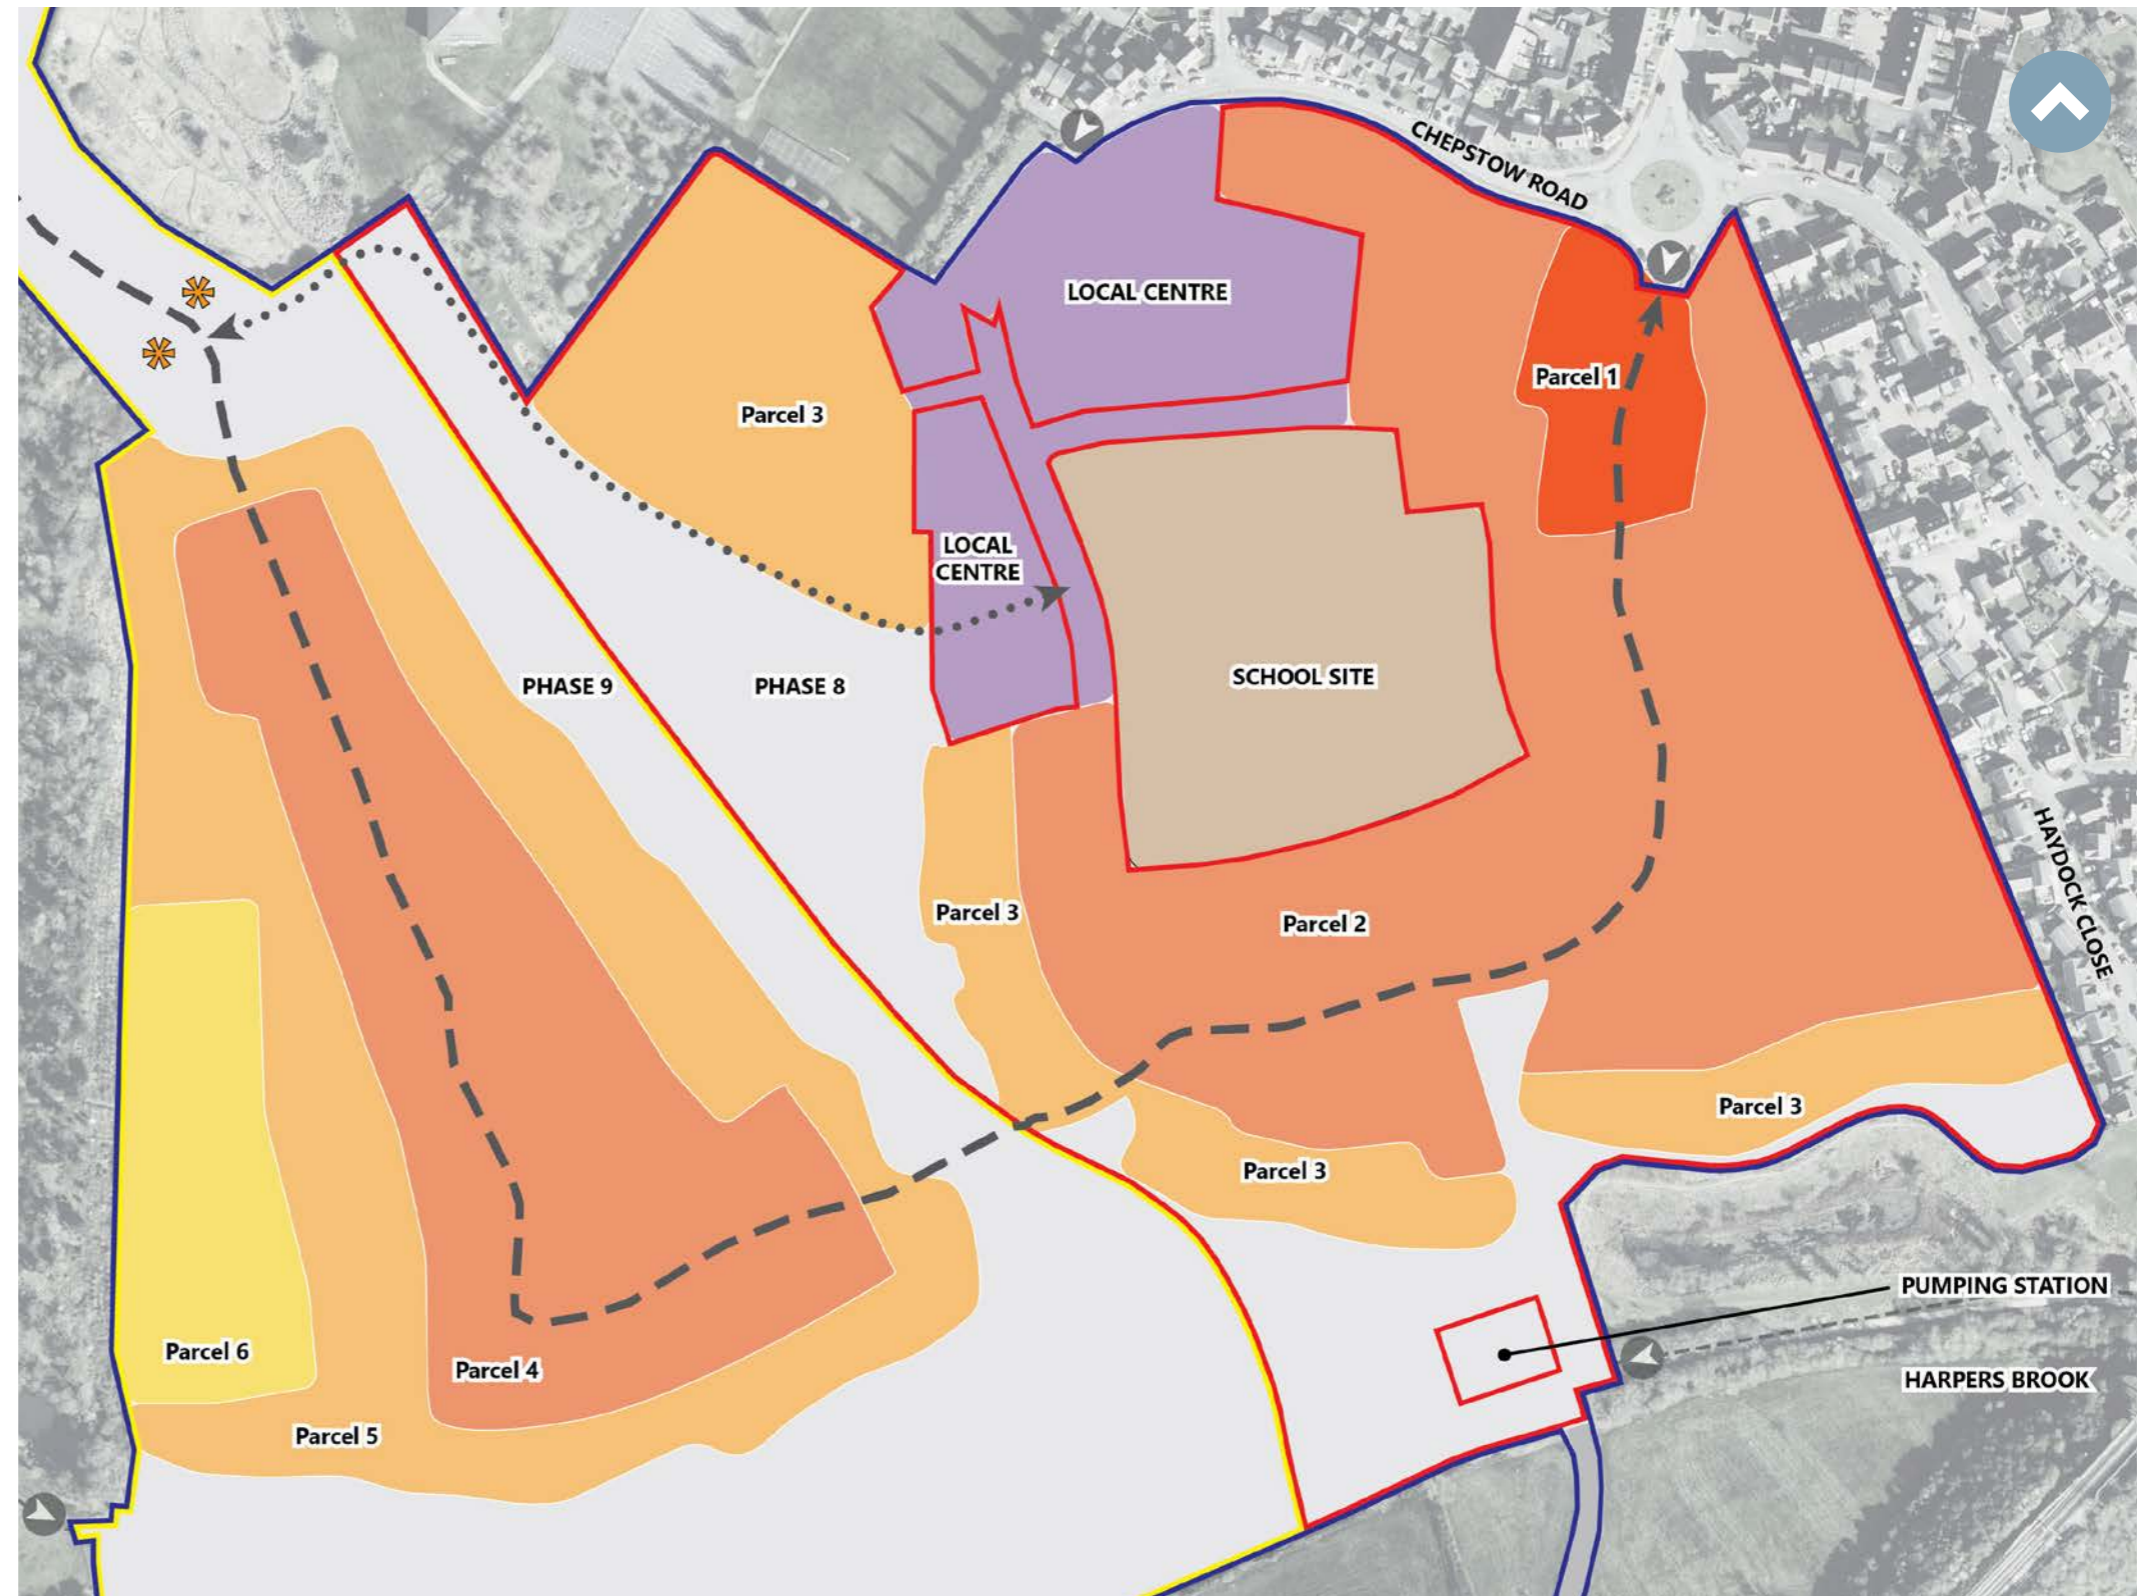 CHEPSTOW ROAD
LOCAL CENTRE
Parcel 1
Parcel 3
LOCAL
CENTRE
SCHOOL SITE
PHASE 9
PHASE 8
HAYDOCK CLOSE
Parcel 3
Parcel 2
Parcel 3
Parcel 3
PUMPING STATION
Parcel 6
Parcel 4
HARPERS BROOK
Parcel 5